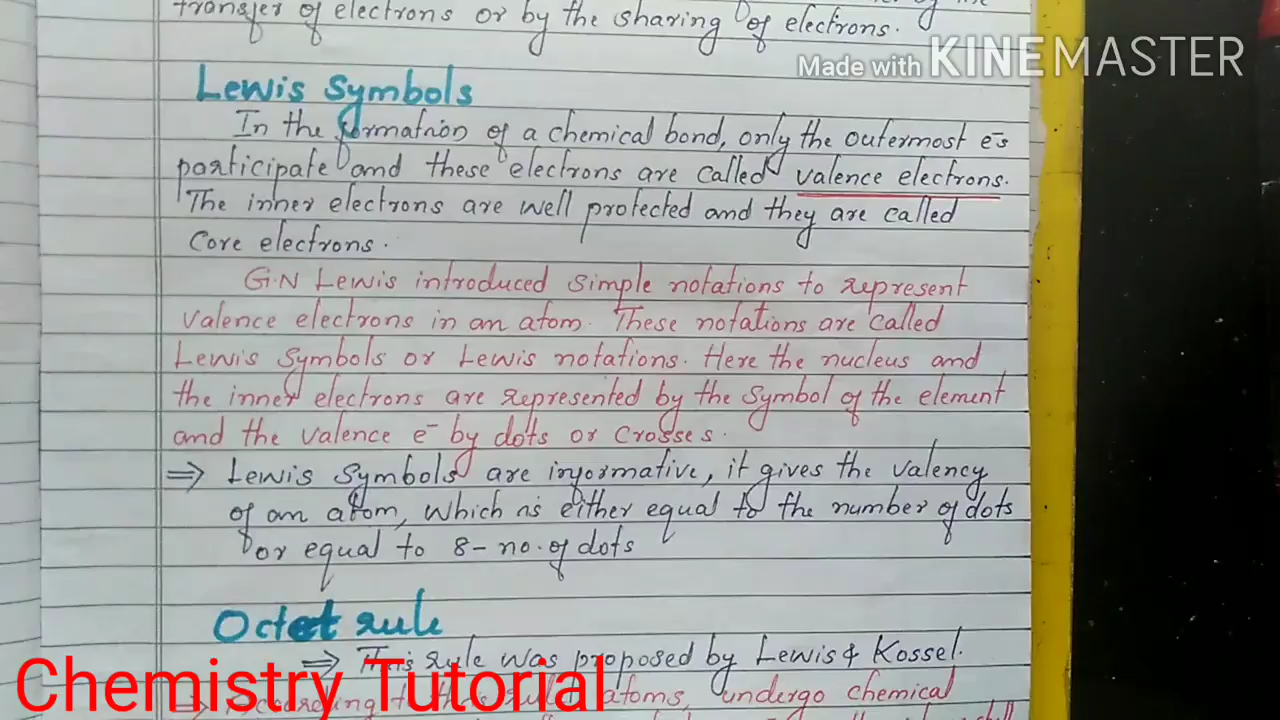 transfer of electrons or by the sharing of electrons.
Made with KINEMASTER
Lewis Symbols
In the formation of a chemical bond, only the outermost e⁻s
participate and these electrons are called valence electrons.
The inner electrons are well protected and they are called
Core electrons.
G.N Lewis introduced simple notations to represent
valence electrons in an atom. These notations are called
Lewis Symbols or Lewis notations. Here the nucleus and
the inner electrons are represented by the symbol of the element
and the valence e⁻ by dots or Crosses.
⇒ Lewis Symbols are informative, it gives the valency
of an atom, which is either equal to the number of dots
or equal to 8 - no. of dots
Octet rule
⇒ This rule was proposed by Lewis & Kossel.
Chemistry Tutorial
⇒ According to this rule, atoms, undergo chemical